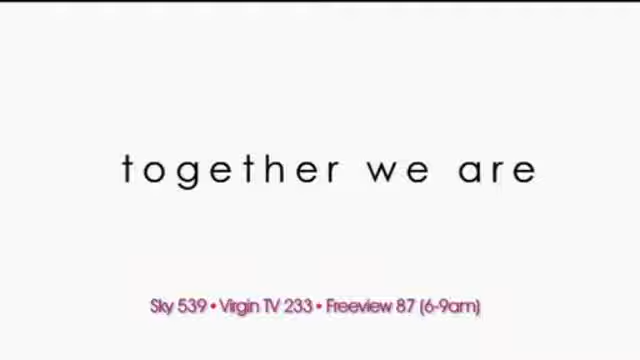 together we are
Sky 539 • Virgin TV 233 • Freeview 87 (6-9am)